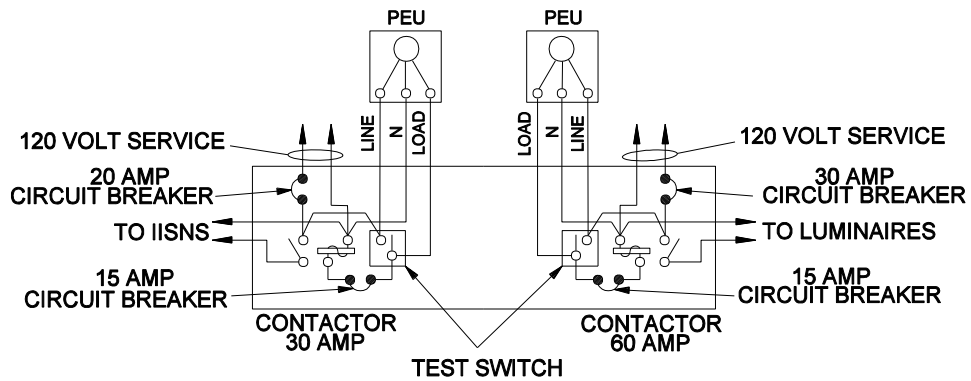 PEU
PEU
LINE
N
LOAD
LOAD
N
LINE
120 VOLT SERVICE
120 VOLT SERVICE
20 AMP
CIRCUIT BREAKER
30 AMP
CIRCUIT BREAKER
TO IISNS
TO LUMINAIRES
15 AMP
CIRCUIT BREAKER
15 AMP
CIRCUIT BREAKER
CONTACTOR
30 AMP
CONTACTOR
60 AMP
TEST SWITCH